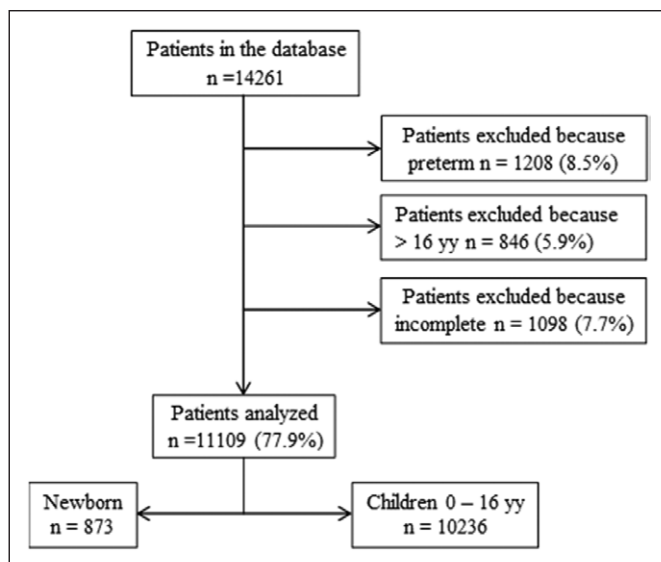 Patients in the database
n =14261
Patients excluded because
preterm n = 1208 (8.5%)
Patients excluded because
> 16 yy n = 846 (5.9%)
Patients excluded because
incomplete n = 1098 (7.7%)
Patients analyzed
n =11109 (77.9%)
Newborn
n = 873
Children 0 – 16 yy
n = 10236